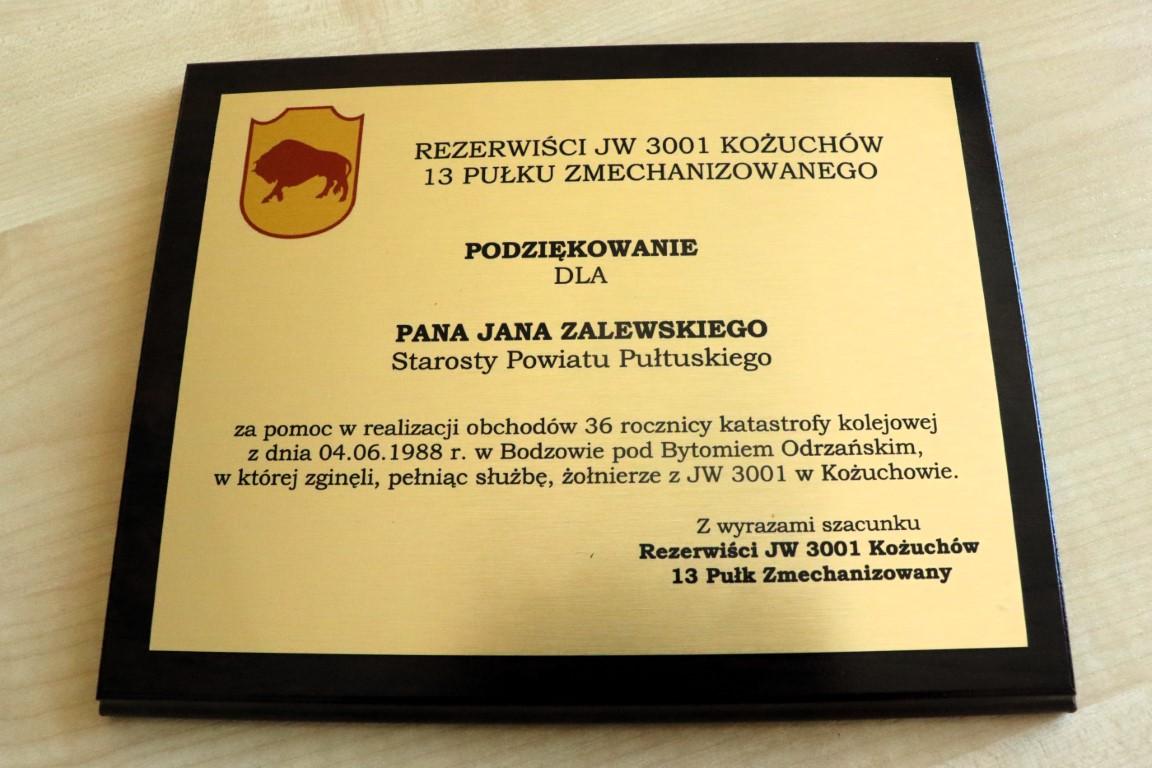 REZERWIŚCI JW 3001 KOŻUCHÓW
13 PUŁKU ZMECHANIZOWANEGO
PODZIĘKOWANIE
DLA
PANA JANA ZALEWSKIEGO
Starosty Powiatu Pułtuskiego
za pomoc w realizacji obchodów 36 rocznicy katastrofy kolejowej
z dnia 04.06.1988 r. w Bodzowie pod Bytomiem Odrzańskim,
w której zginęli, pełniąc służbę, żołnierze z JW 3001 w Kożuchowie.
Z wyrazami szacunku
Rezerwiści JW 3001 Kożuchów
13 Pułk Zmechanizowany